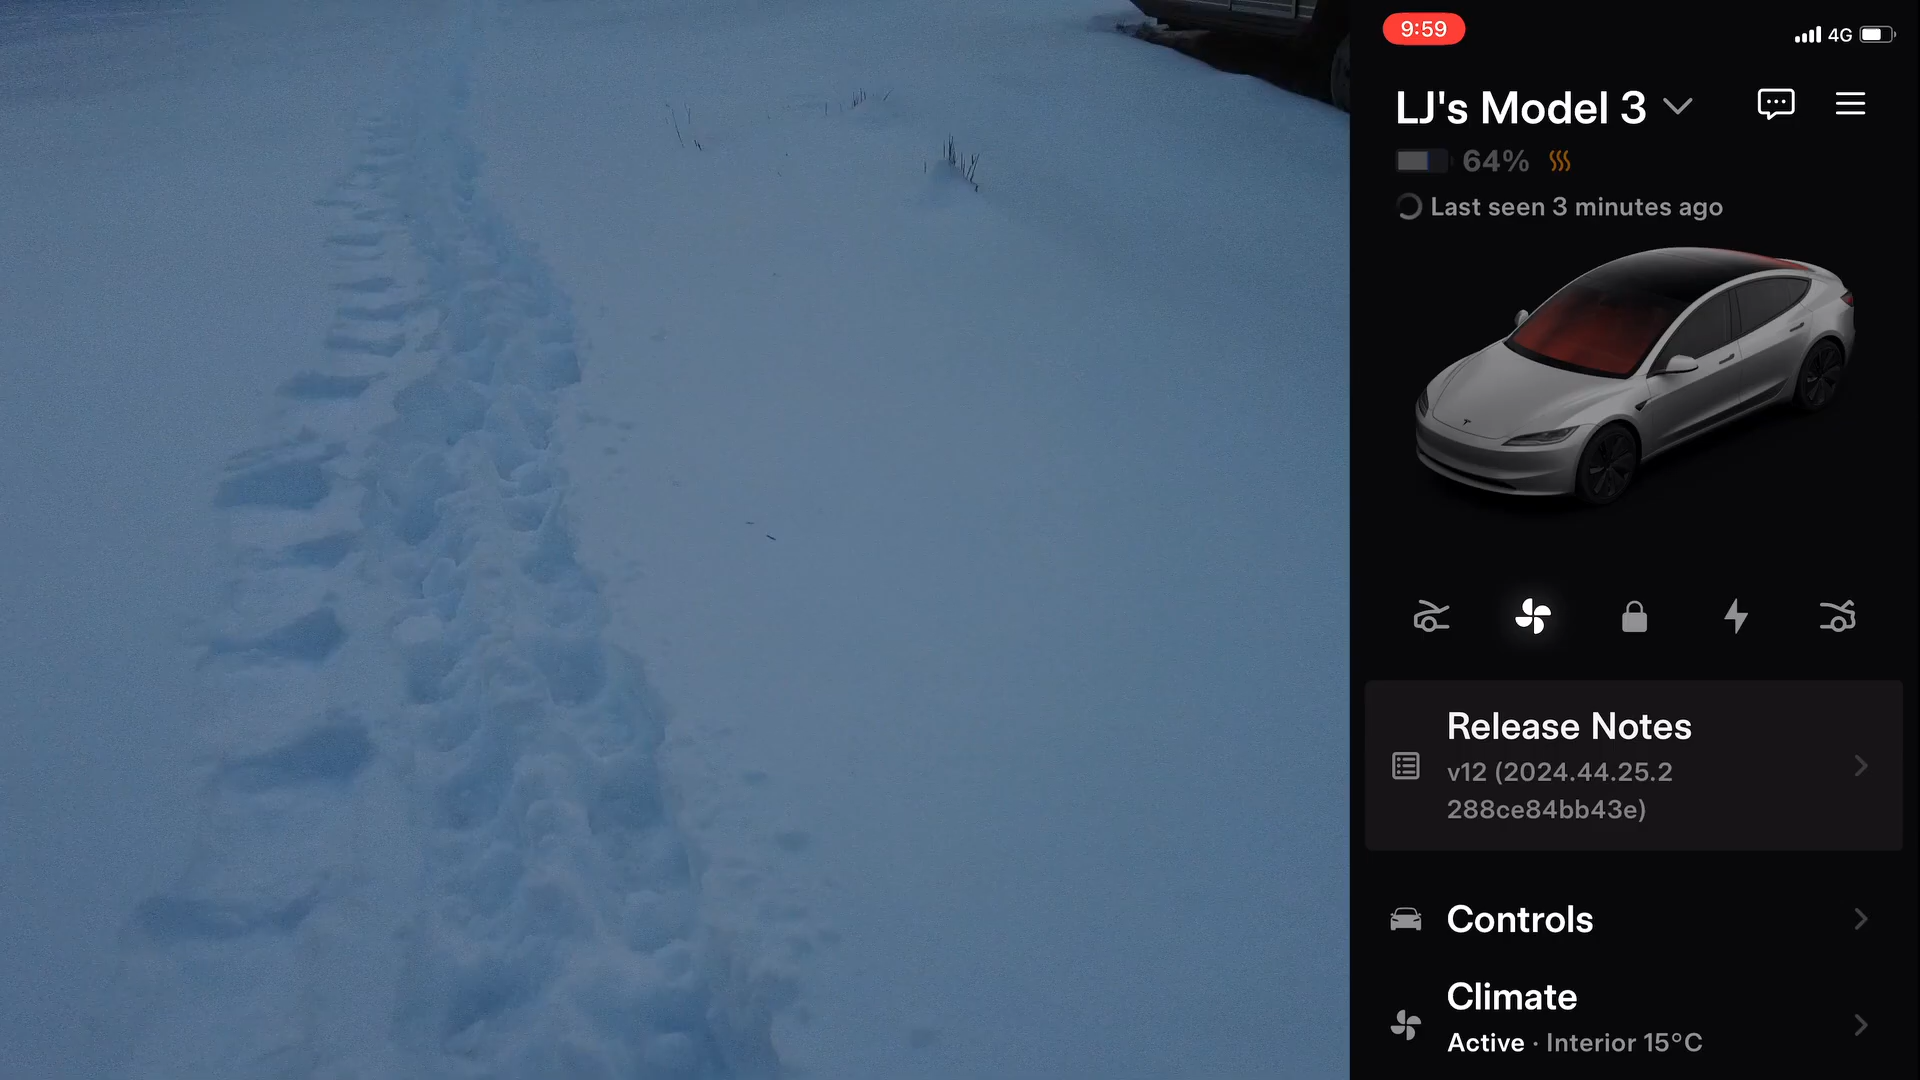 9:59
4G
LJ's Model 3
64%
Last seen 3 minutes ago
Release Notes
v12 (2024.44.25.2
288ce84bb43e)
Controls
Climate
Active · Interior 15°C